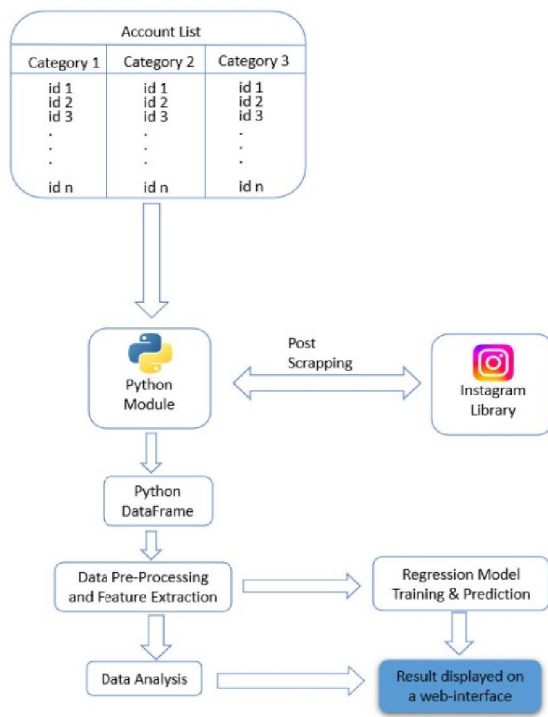 Account List
Category 1 Category 2 Category 3
id 1 id 1 id 1
id 2 id 2 id 2
id 3 id 3 id 3
. . .
. . .
. . .
id n id n id n
Post
Scrapping
Python
Module
Instagram
Library
Python
DataFrame
Data Pre-Processing
and Feature Extraction
Regression Model
Training & Prediction
Data Analysis
Result displayed on
a web-interface